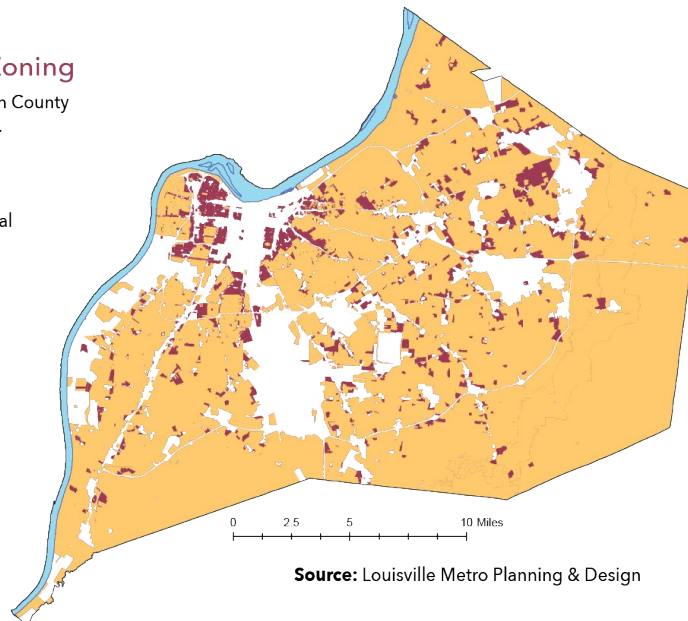 Zoning
County
al
0 2.5 5 10 Miles
Source: Louisville Metro Planning & Design